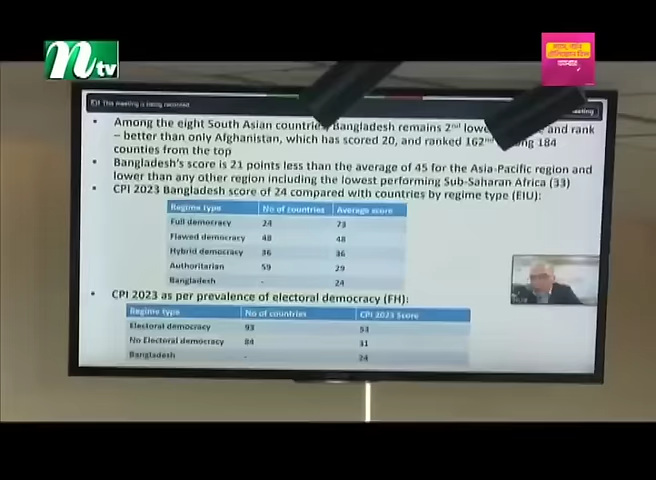 ntv
This meeting is being recorded
Among the eight South Asian countries, Bangladesh remains 2nd and rank
– better than only Afghanistan, which has scored 20, and ranked 162nd 184
counties from the top
Bangladesh's score is 21 points less than the average of 45 for the Asia-Pacific region and
lower than any other region including the lowest performing Sub-Saharan Africa (33)
CPI 2023 Bangladesh score of 24 compared with countries by regime type (EIU):
Regime type No of countries Average score
Full democracy 24 73
Flawed democracy 48 48
Hybrid democracy 36 36
Authoritarian 59 29
Bangladesh - 24
CPI 2023 as per prevalence of electoral democracy (FH):
Regime type No of countries CPI 2023 Score
Electoral democracy 93 53
No Electoral democracy 84 31
Bangladesh - 24